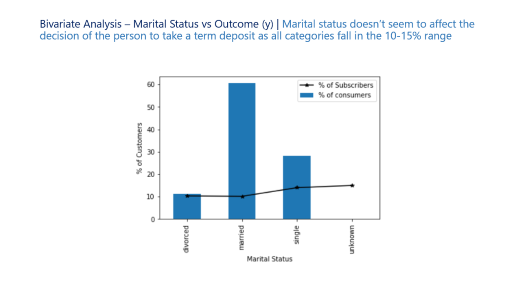 Bivariate Analysis – Marital Status vs Outcome (y) | Marital status doesn't seem to affect the
decision of the person to take a term deposit as all categories fall in the 10-15% range
% of Subscribers
% of consumers
60
50
40
30
20
10
0
% of Customers
divorced
married
single
unknown
Marital Status